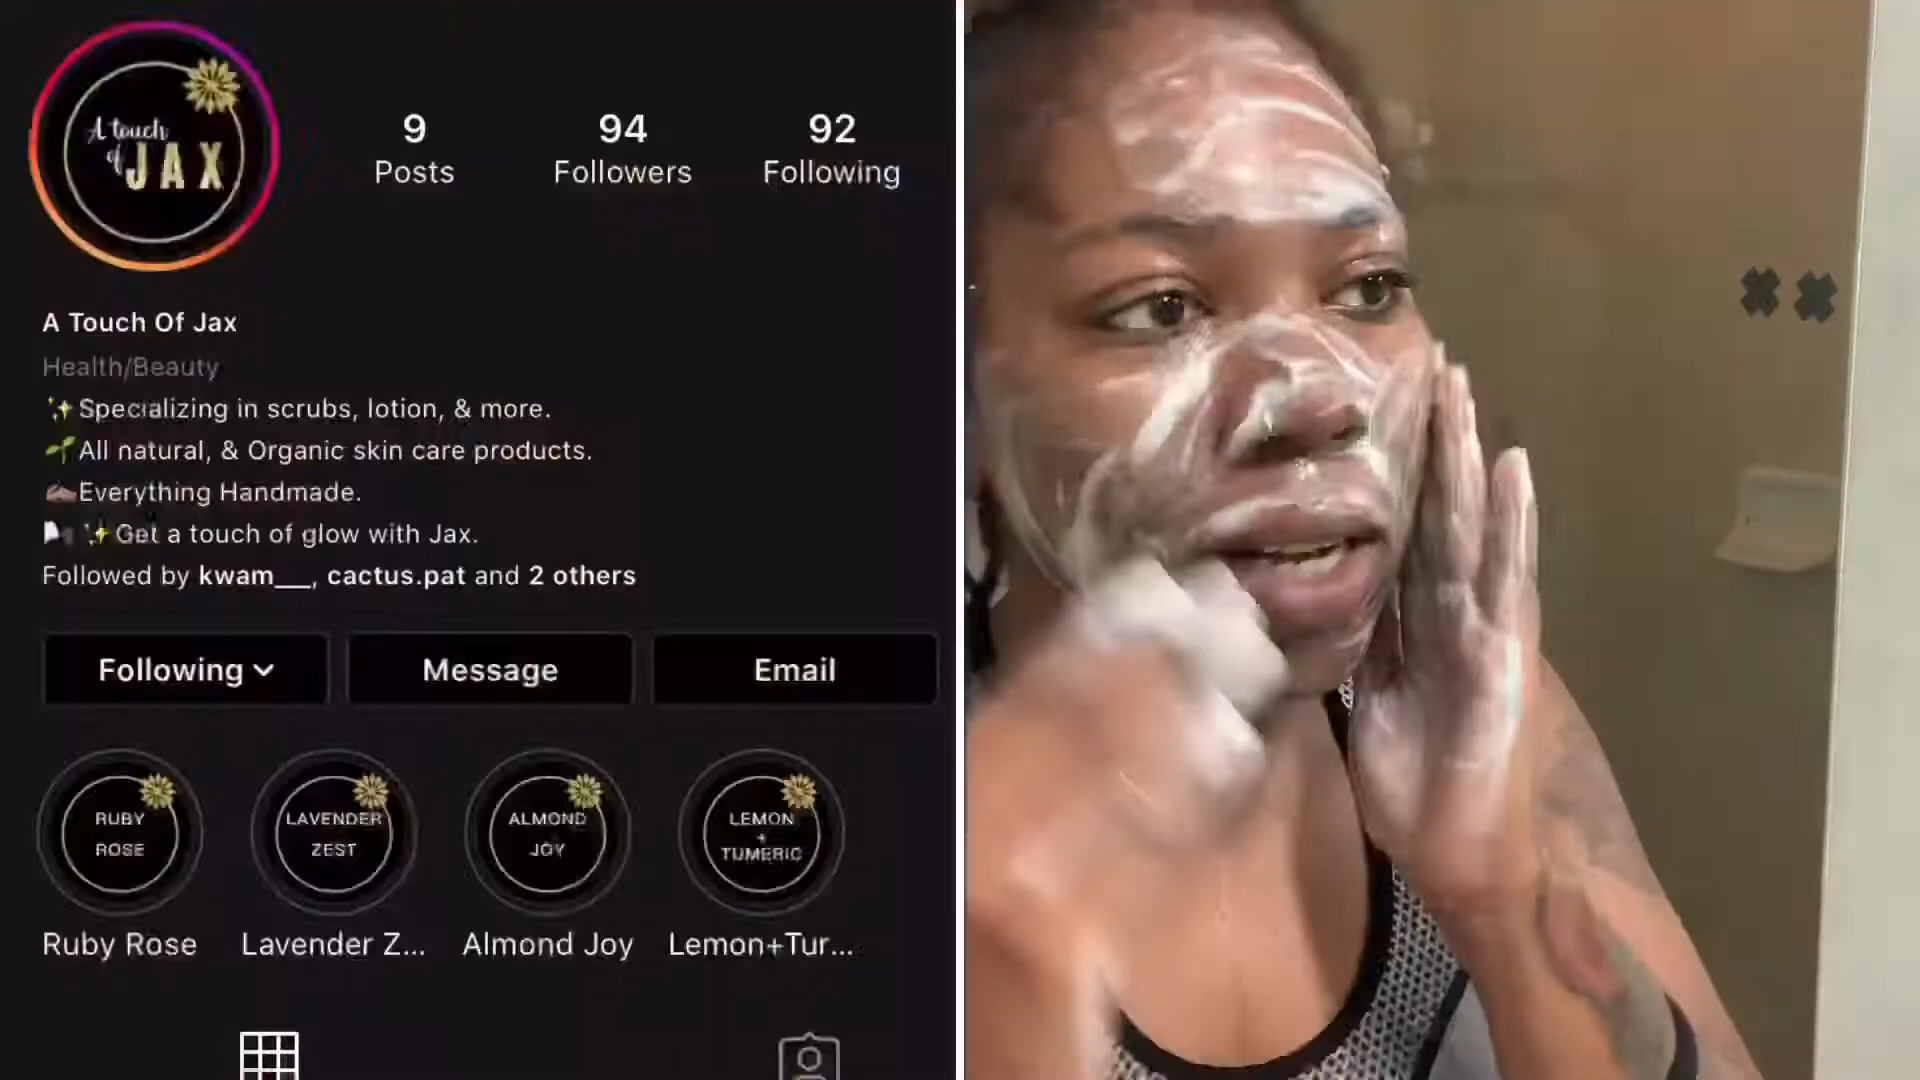 A touch
of JAX
9
Posts
94
Followers
92
Following
A Touch Of Jax
Health/Beauty
Specializing in scrubs, lotion, & more.
All natural, & Organic skin care products.
Everything Handmade.
Get a touch of glow with Jax.
Followed by kwam___, cactus.pat and 2 others
Following
Message
Email
RUBY
ROSE
LAVENDER
ZEST
ALMOND
JOY
LEMON
+
TUMERIC
Ruby Rose
Lavender Z...
Almond Joy
Lemon+Tur...